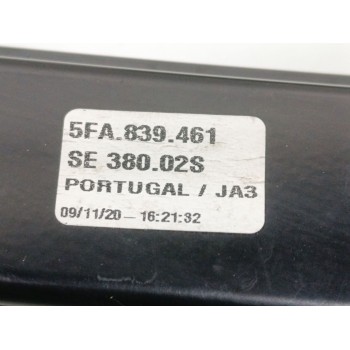 5FA.839.461
SE 380.02S
PORTUGAL / JA3
09/11/20 - 16:21:32